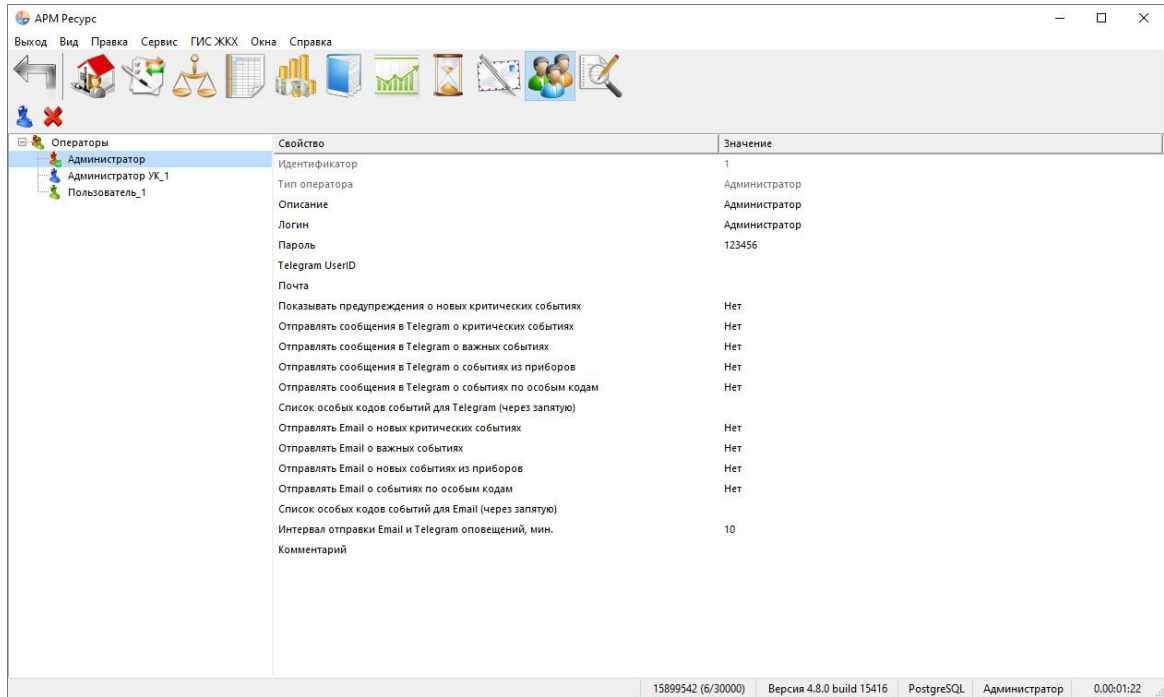 АРМ Ресурс
Выход Вид Правка Сервис ГИС ЖКХ Окна Справка
Операторы
Администратор
Администратор УК_1
Пользователь_1
Свойство Значение
Идентификатор 1
Тип оператора Администратор
Описание Администратор
Логин Администратор
Пароль 123456
Telegram UserID
Почта
Показывать предупреждения о новых критических событиях Нет
Отправлять сообщения в Telegram о критических событиях Нет
Отправлять сообщения в Telegram о важных событиях Нет
Отправлять сообщения в Telegram о событиях из приборов Нет
Отправлять сообщения в Telegram о событиях по особым кодам Нет
Список особых кодов событий для Telegram (через запятую)
Отправлять Email о новых критических событиях Нет
Отправлять Email о важных событиях Нет
Отправлять Email о новых событиях из приборов Нет
Отправлять Email о событиях по особым кодам Нет
Список особых кодов событий для Email (через запятую)
Интервал отправки Email и Telegram оповещений, мин. 10
Комментарий
15899542 (6/30000) Версия 4.8.0 build 15416 PostgreSQL Администратор 0.00:01:22